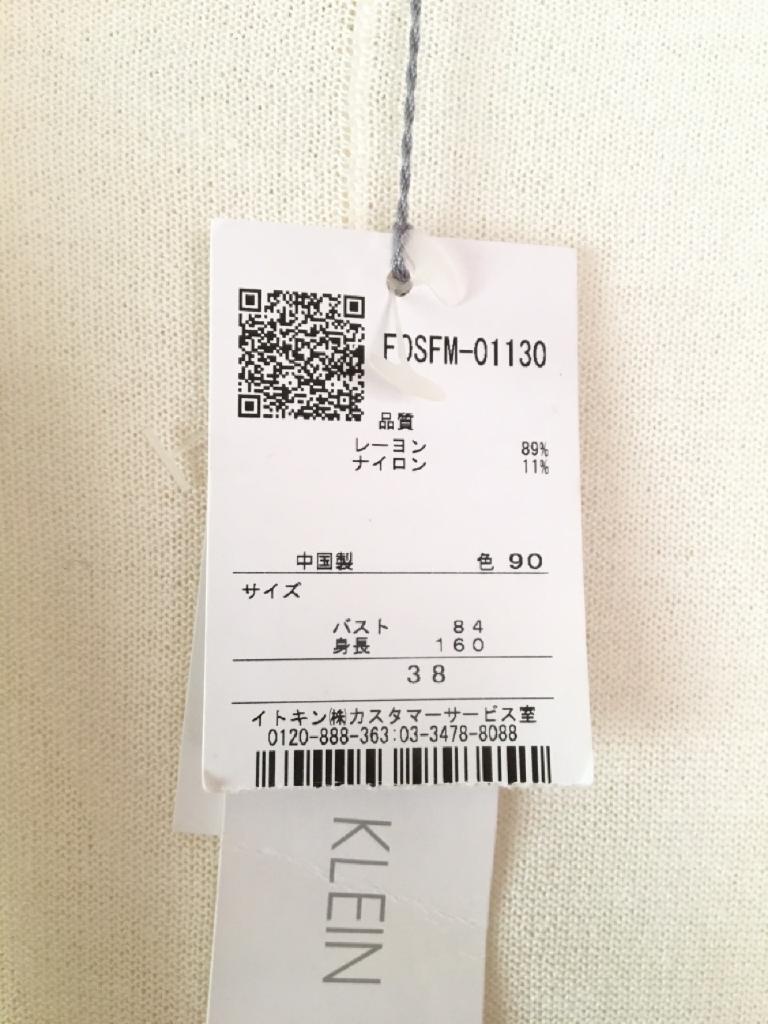 品質
レーヨン 89%
ナイロン 11%
中国製 色 90
サイズ
バスト 84
身長 160
38
イトキン㈱カスタマーサービス室
0120-888-363:03-3478-8088
KLEIN